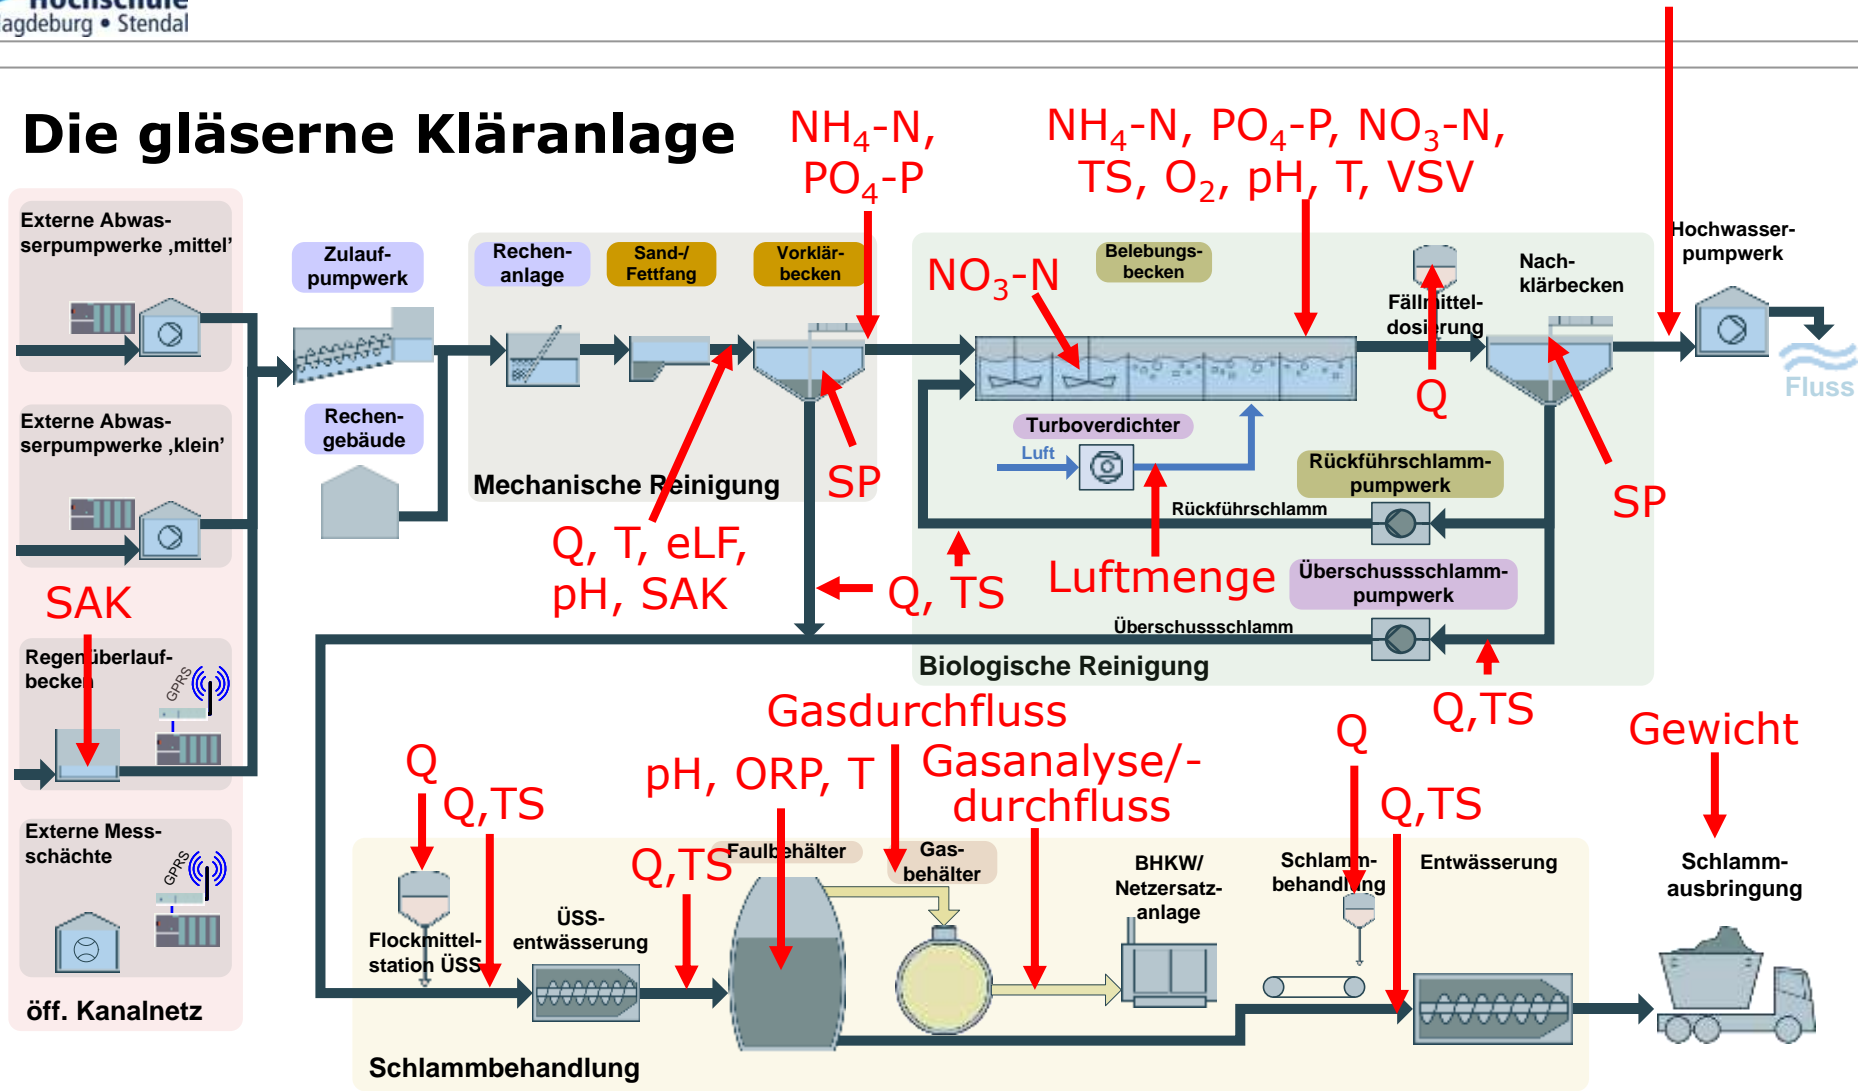 Hochschule
Magdeburg • Stendal
Die gläserne Kläranlage
NH₄-N,
PO₄-P
NH₄-N, PO₄-P, NO₃-N,
TS, O₂, pH, T, VSV
Externe Abwas-
serpumpwerke ‚mittel’
Zulauf-
pumpwerk
Rechen-
anlage
Sand-/
Fettfang
Vorklär-
becken
NO₃-N
Belebungs-
becken
Fällmittel-
dosierung
Nach-
klärbecken
Hochwasser-
pumpwerk
Fluss
Q
Externe Abwas-
serpumpwerke ‚klein’
Rechen-
gebäude
Mechanische Reinigung
SP
Turboverdichter
Luft
Rückführschlamm-
pumpwerk
Rückführschlamm
SP
Q, T, eLF,
pH, SAK
Q, TS
Luftmenge
Überschussschlamm-
pumpwerk
Überschussschlamm
Biologische Reinigung
Q,TS
SAK
Regenüberlauf-
becken
GPRS
Externe Mess-
schächte
GPRS
öff. Kanalnetz
Q
Q,TS
Q,TS
pH, ORP, T
Gasdurchfluss
Gasanalyse/-
durchfluss
Q
Q,TS
Gewicht
Flockmittel-
station ÜSS
ÜSS-
entwässerung
Faulbehälter
Gas-
behälter
BHKW/
Netzersatz-
anlage
Schlamm-
behandlung
Entwässerung
Schlamm-
ausbringung
Schlammbehandlung